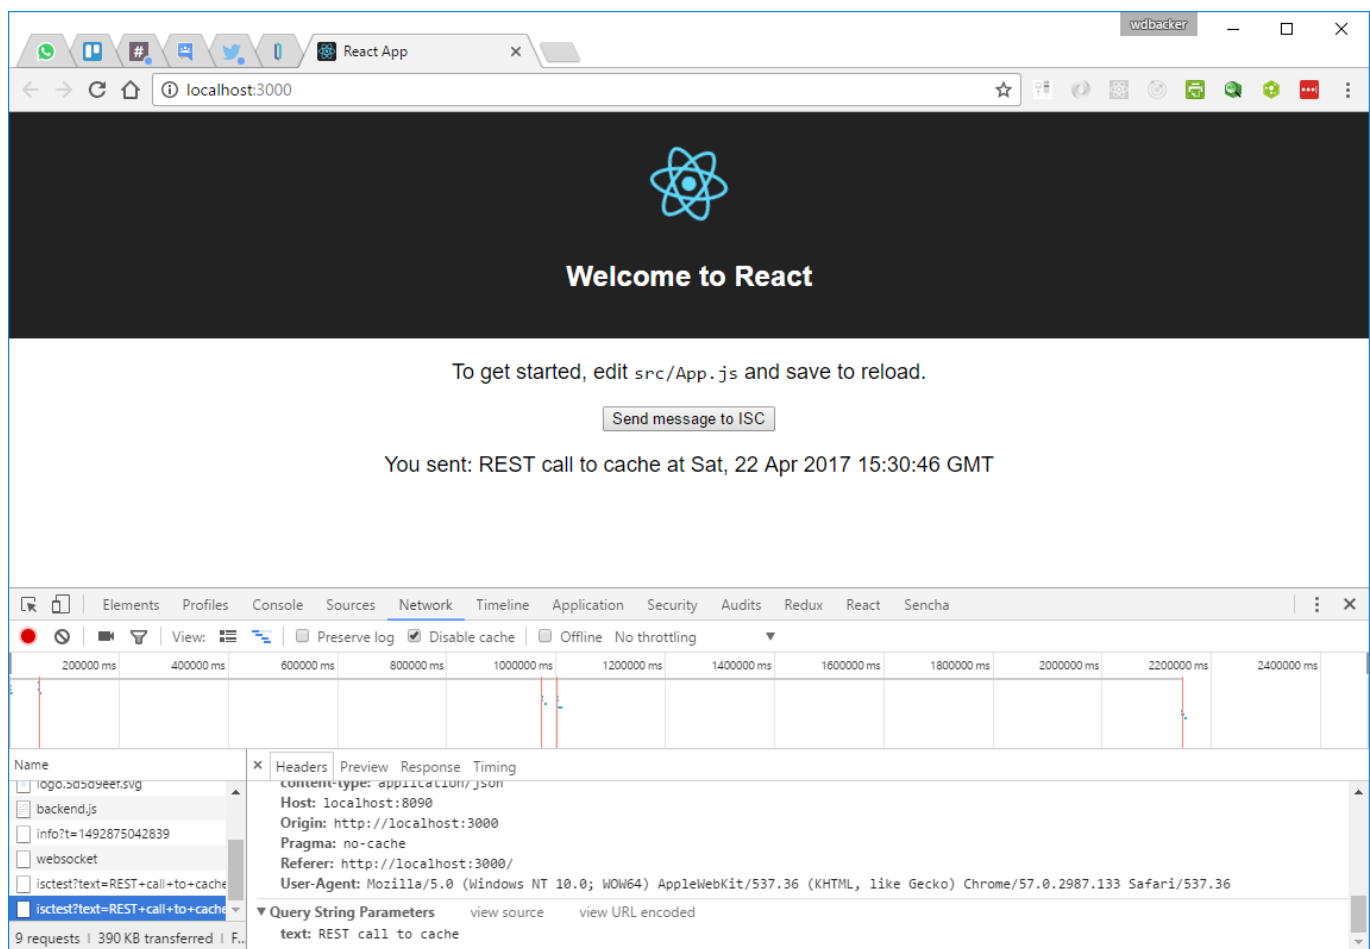 wdbacker
# React App
localhost:3000
Welcome to React
To get started, edit src/App.js and save to reload.
Send message to ISC
You sent: REST call to cache at Sat, 22 Apr 2017 15:30:46 GMT
Elements Profiles Console Sources Network Timeline Application Security Audits Redux React Sencha
View: Preserve log Disable cache Offline No throttling
200000 ms 400000 ms 600000 ms 800000 ms 1000000 ms 1200000 ms 1400000 ms 1600000 ms 1800000 ms 2000000 ms 2200000 ms 2400000 ms
Name
logo.5d5d9eef.svg
backend.js
info?t=1492875042839
websocket
isctest?text=REST+call+to+cache
isctest?text=REST+call+to+cache
9 requests | 390 KB transferred | F...
Headers Preview Response Timing
content-type: application/json
Host: localhost:8090
Origin: http://localhost:3000
Pragma: no-cache
Referer: http://localhost:3000/
User-Agent: Mozilla/5.0 (Windows NT 10.0; WOW64) AppleWebKit/537.36 (KHTML, like Gecko) Chrome/57.0.2987.133 Safari/537.36
Query String Parameters view source view URL encoded
text: REST call to cache